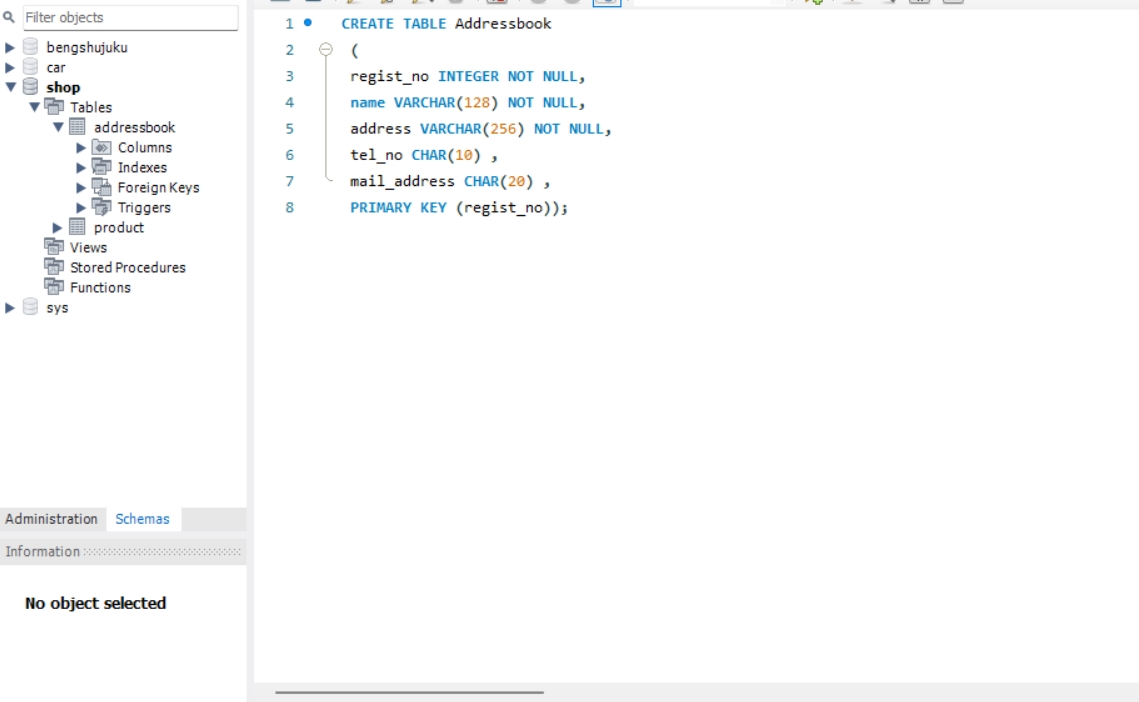 Filter objects
bengshujuku
car
shop
Tables
addressbook
Columns
Indexes
Foreign Keys
Triggers
product
Views
Stored Procedures
Functions
sys
Administration Schemas
Information
No object selected
1 CREATE TABLE Addressbook
2 (
3 regist_no INTEGER NOT NULL,
4 name VARCHAR(128) NOT NULL,
5 address VARCHAR(256) NOT NULL,
6 tel_no CHAR(10) ,
7 mail_address CHAR(20) ,
8 PRIMARY KEY (regist_no));